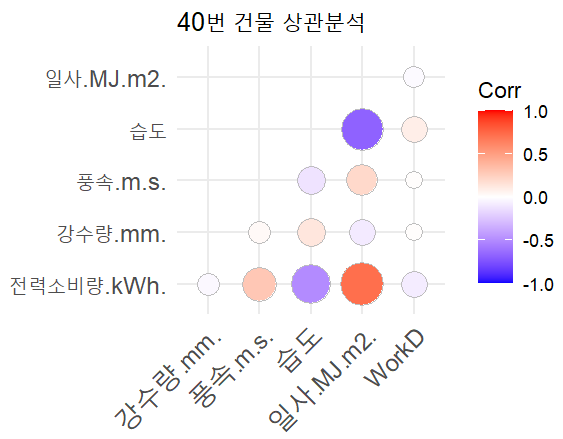 40번 건물 상관분석
일사.MJ.m2.
습도
풍속.m.s.
강수량.mm.
전력소비량.kWh.
강수량.mm.
풍속.m.s.
습도
일사.MJ.m2.
WorkD
Corr
1.0
0.5
0.0
-0.5
-1.0